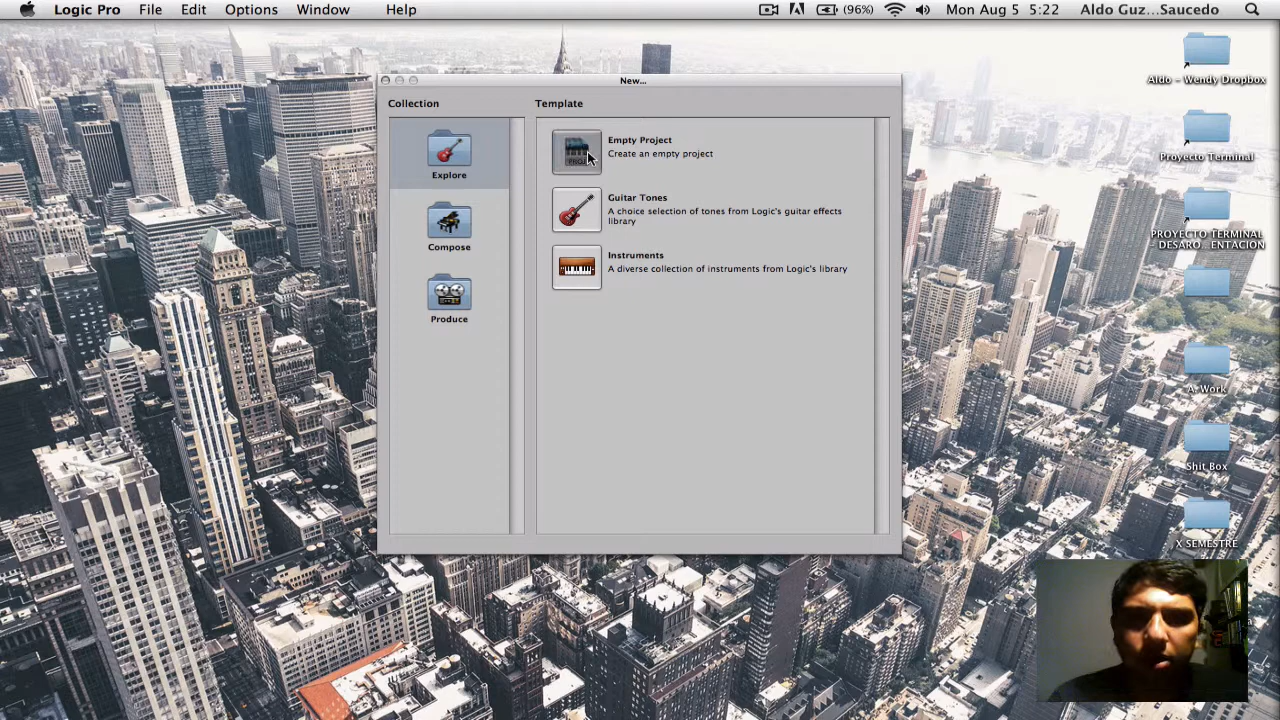 Logic Pro File Edit Options Window Help (96%) Mon Aug 5 5:22 Aldo Guz...Saucedo
New...
Collection
Template
Explore
Compose
Produce
Empty Project
Create an empty project
PROJ
Guitar Tones
A choice selection of tones from Logic's guitar effects
library
Instruments
A diverse collection of instruments from Logic's library
Aldo - Wendy Dropbox
Proyecto Terminal
PROYECTO TERMINAL
- DESARO...ENTACION
A-Work
Shit Box
X SEMESTRE